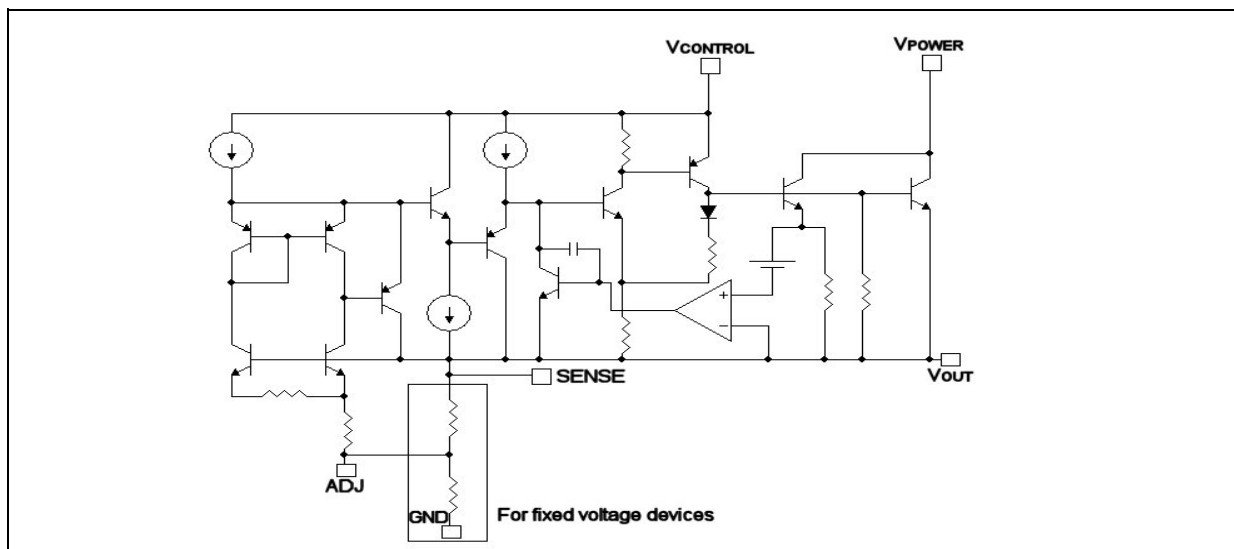 VCONTROL
VPOWER
+
−
SENSE
VOUT
ADJ
GND
For fixed voltage devices